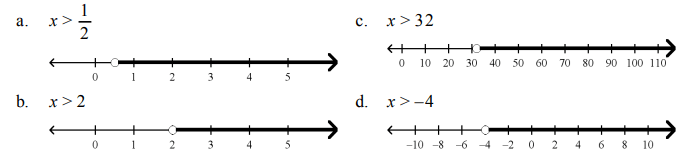 a. x > 1/2
0 1 2 3 4 5
b. x > 2
0 1 2 3 4 5
c. x > 32
0 10 20 30 40 50 60 70 80 90 100 110
d. x > –4
–10 –8 –6 –4 –2 0 2 4 6 8 10